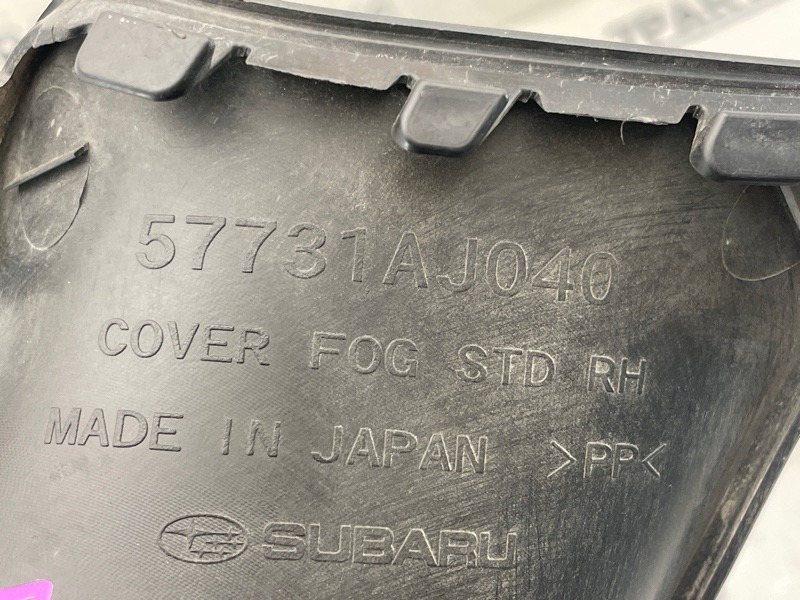 57731AJ040
COVER FOG STD RH
MADE IN JAPAN >PP<
SUBARU